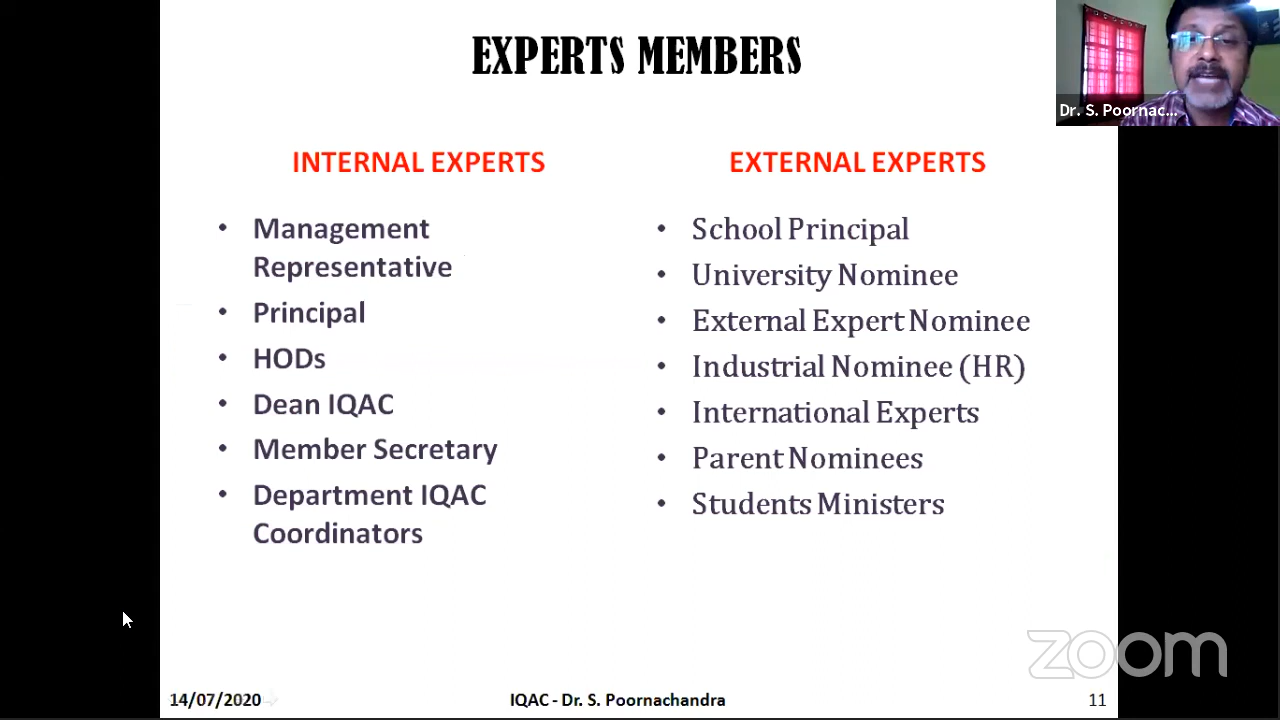 EXPERTS MEMBERS
Dr. S. Poornac...
INTERNAL EXPERTS
• Management
Representative
• Principal
• HODs
• Dean IQAC
• Member Secretary
• Department IQAC
Coordinators
EXTERNAL EXPERTS
• School Principal
• University Nominee
• External Expert Nominee
• Industrial Nominee (HR)
• International Experts
• Parent Nominees
• Students Ministers
zoom
14/07/2020
IQAC - Dr. S. Poornachandra
11